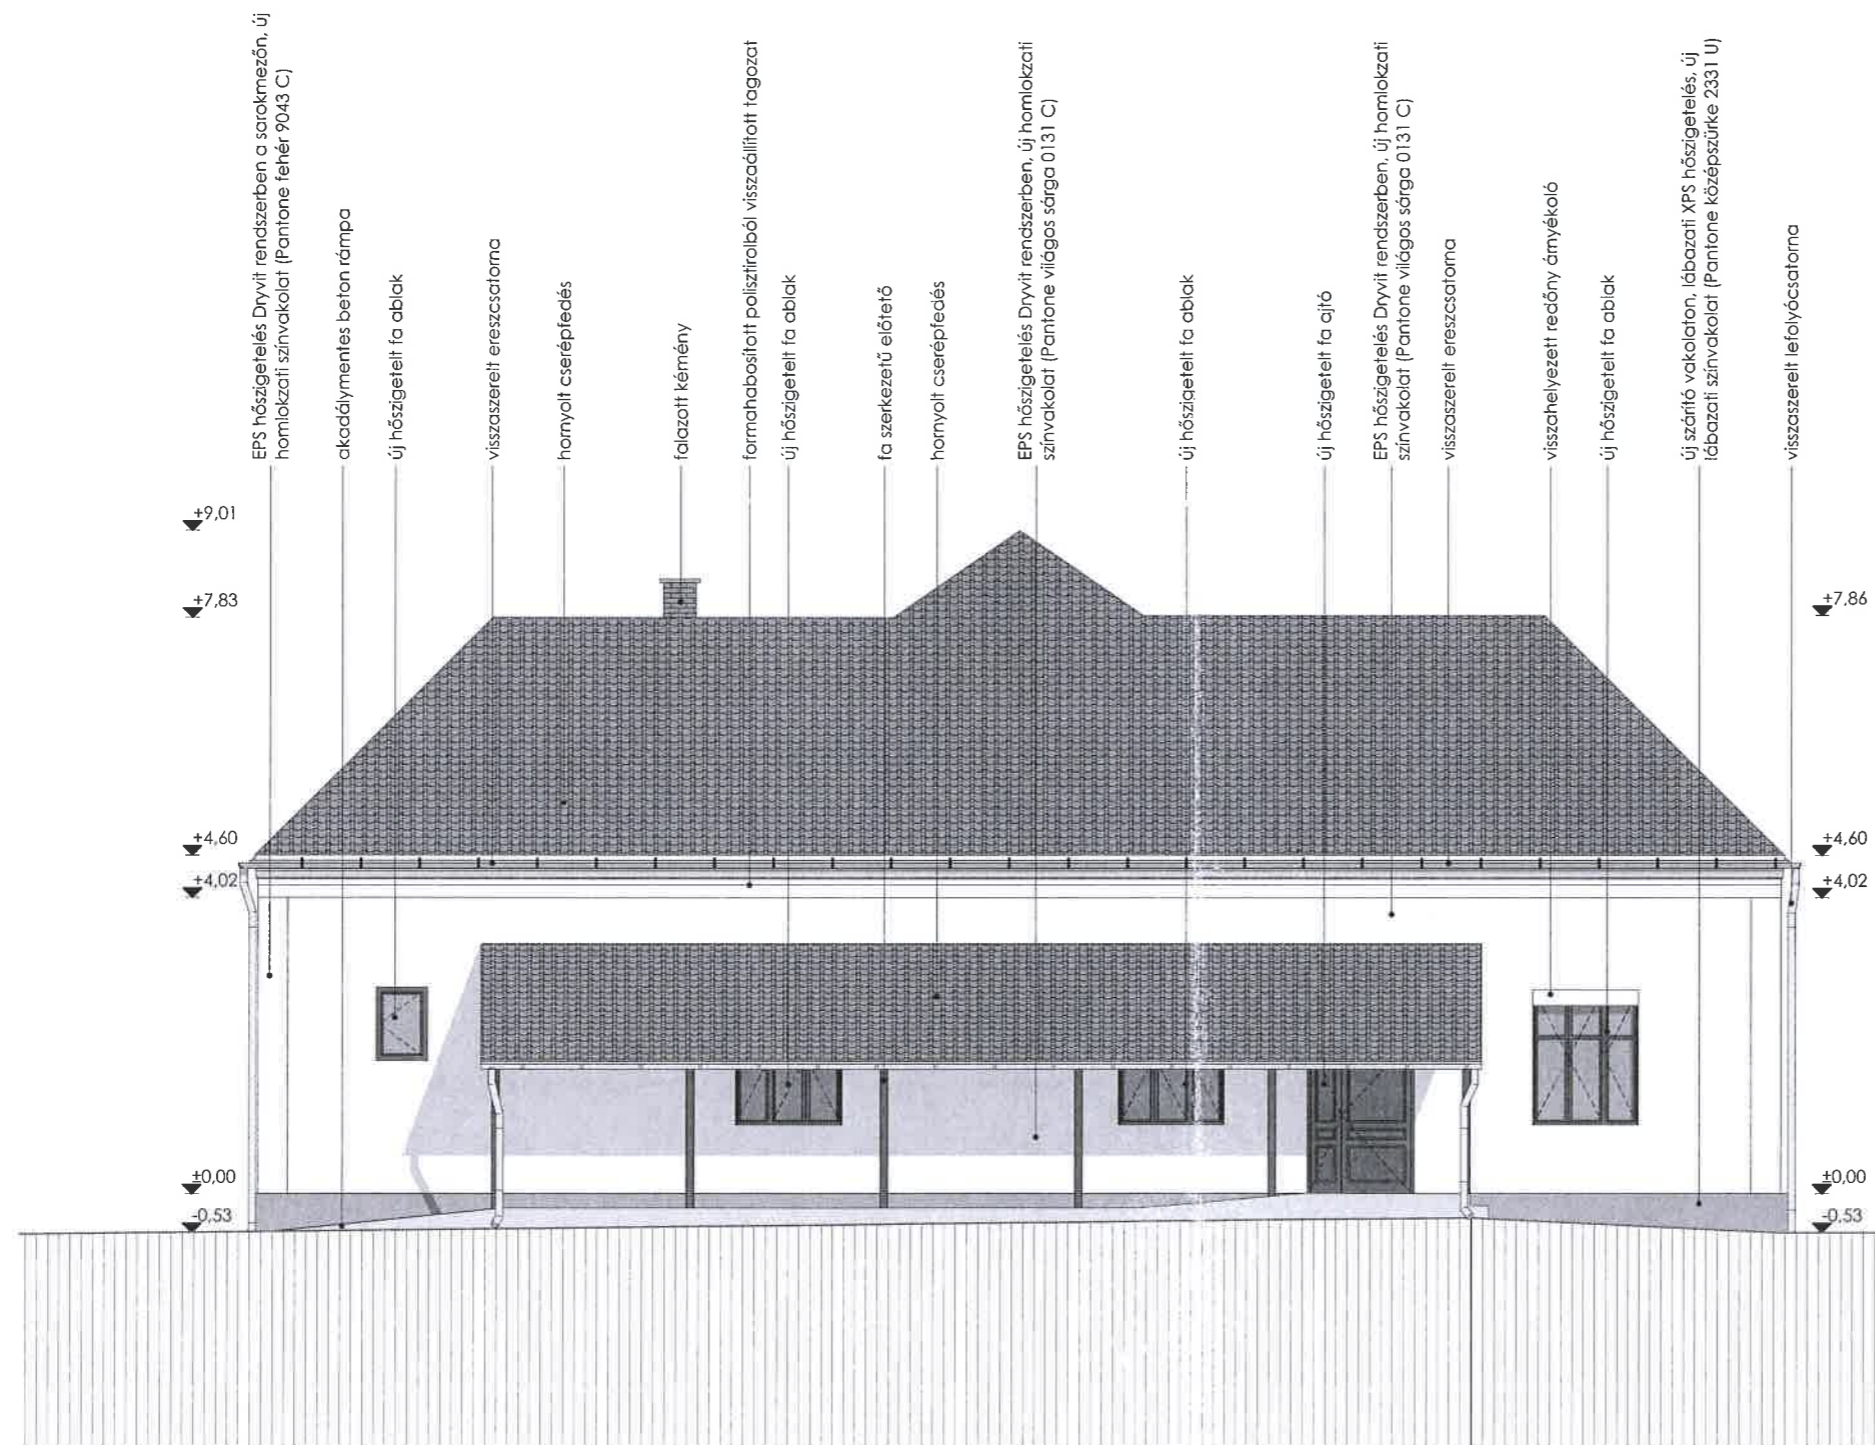 EPS hőszigetelés Dryvit rendszerben a sarokmezőn, új
homlokzati színvakolat (Pantone fehér 9043 C)
akadálymentes beton rámpa
új hőszigetelt fa ablak
visszaszerelt ereszcsatorna
hornyolt cserépfedés
falazott kémény
formahabosított polisztirolból visszaállított tagozat
új hőszigetelt fa ablak
fa szerkezetű előtető
hornyolt cserépfedés
EPS hőszigetelés Dryvit rendszerben, új homlokzati
színvakolat (Pantone világos sárga 0131 C)
új hőszigetelt fa ablak
új hőszigetelt fa ajtó
EPS hőszigetelés Dryvit rendszerben, új homlokzati
színvakolat (Pantone világos sárga 0131 C)
visszaszerelt ereszcsatorna
visszahelyezett redőny árnyékoló
új hőszigetelt fa ablak
új szárító vakolaton, lábazati XPS hőszigetelés, új
lábazati színvakolat (Pantone középszürke 2331 U)
visszaszerelt lefolyócsatorna
+9,01
+7,83
+4,60
+4,02
±0,00
-0,53
+7,86
+4,60
+4,02
±0,00
-0,53